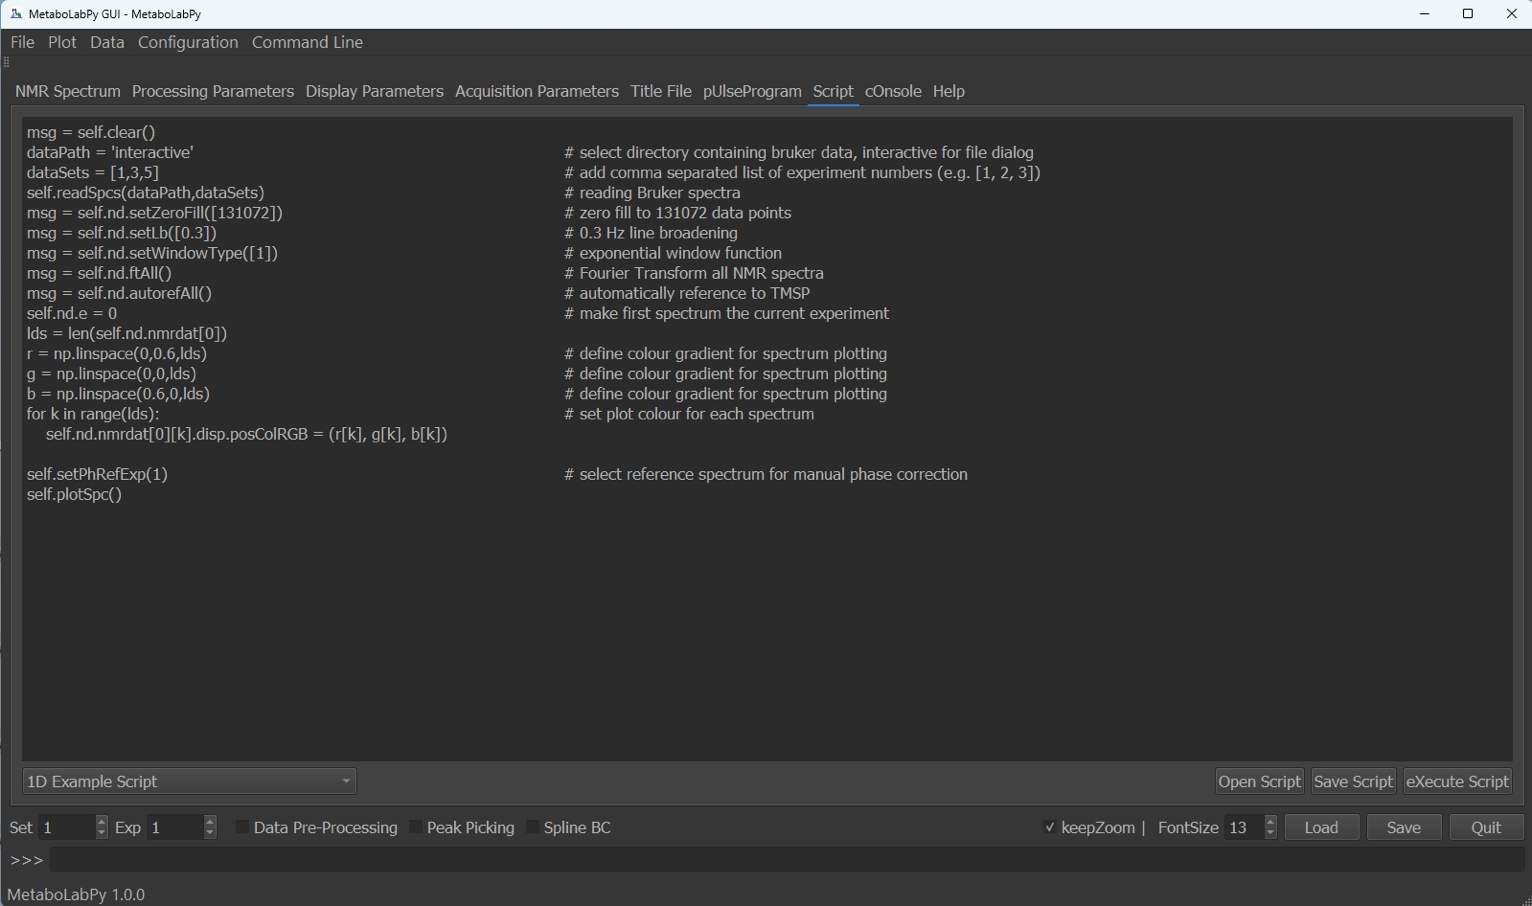 MetaboLabPy GUI - MetaboLabPy
File Plot Data Configuration Command Line
NMR Spectrum Processing Parameters Display Parameters Acquisition Parameters Title File pUlseProgram Script cOnsole Help
msg = self.clear()
dataPath = 'interactive' # select directory containing bruker data, interactive for file dialog
dataSets = [1,3,5] # add comma separated list of experiment numbers (e.g. [1, 2, 3])
self.readSpcs(dataPath,dataSets) # reading Bruker spectra
msg = self.nd.setZeroFill([131072]) # zero fill to 131072 data points
msg = self.nd.setLb([0.3]) # 0.3 Hz line broadening
msg = self.nd.setWindowType([1]) # exponential window function
msg = self.nd.ftAll() # Fourier Transform all NMR spectra
msg = self.nd.autorefAll() # automatically reference to TMSP
self.nd.e = 0 # make first spectrum the current experiment
lds = len(self.nd.nmrdat[0])
r = np.linspace(0,0.6,lds) # define colour gradient for spectrum plotting
g = np.linspace(0,0,lds) # define colour gradient for spectrum plotting
b = np.linspace(0.6,0,lds) # define colour gradient for spectrum plotting
for k in range(lds): # set plot colour for each spectrum
self.nd.nmrdat[0][k].disp.posColRGB = (r[k], g[k], b[k])
self.setPhRefExp(1) # select reference spectrum for manual phase correction
self.plotSpc()
1D Example Script Open Script Save Script eXecute Script
Set 1 Exp 1 Data Pre-Processing Peak Picking Spline BC keepZoom | FontSize 13 Load Save Quit
>>>
MetaboLabPy 1.0.0